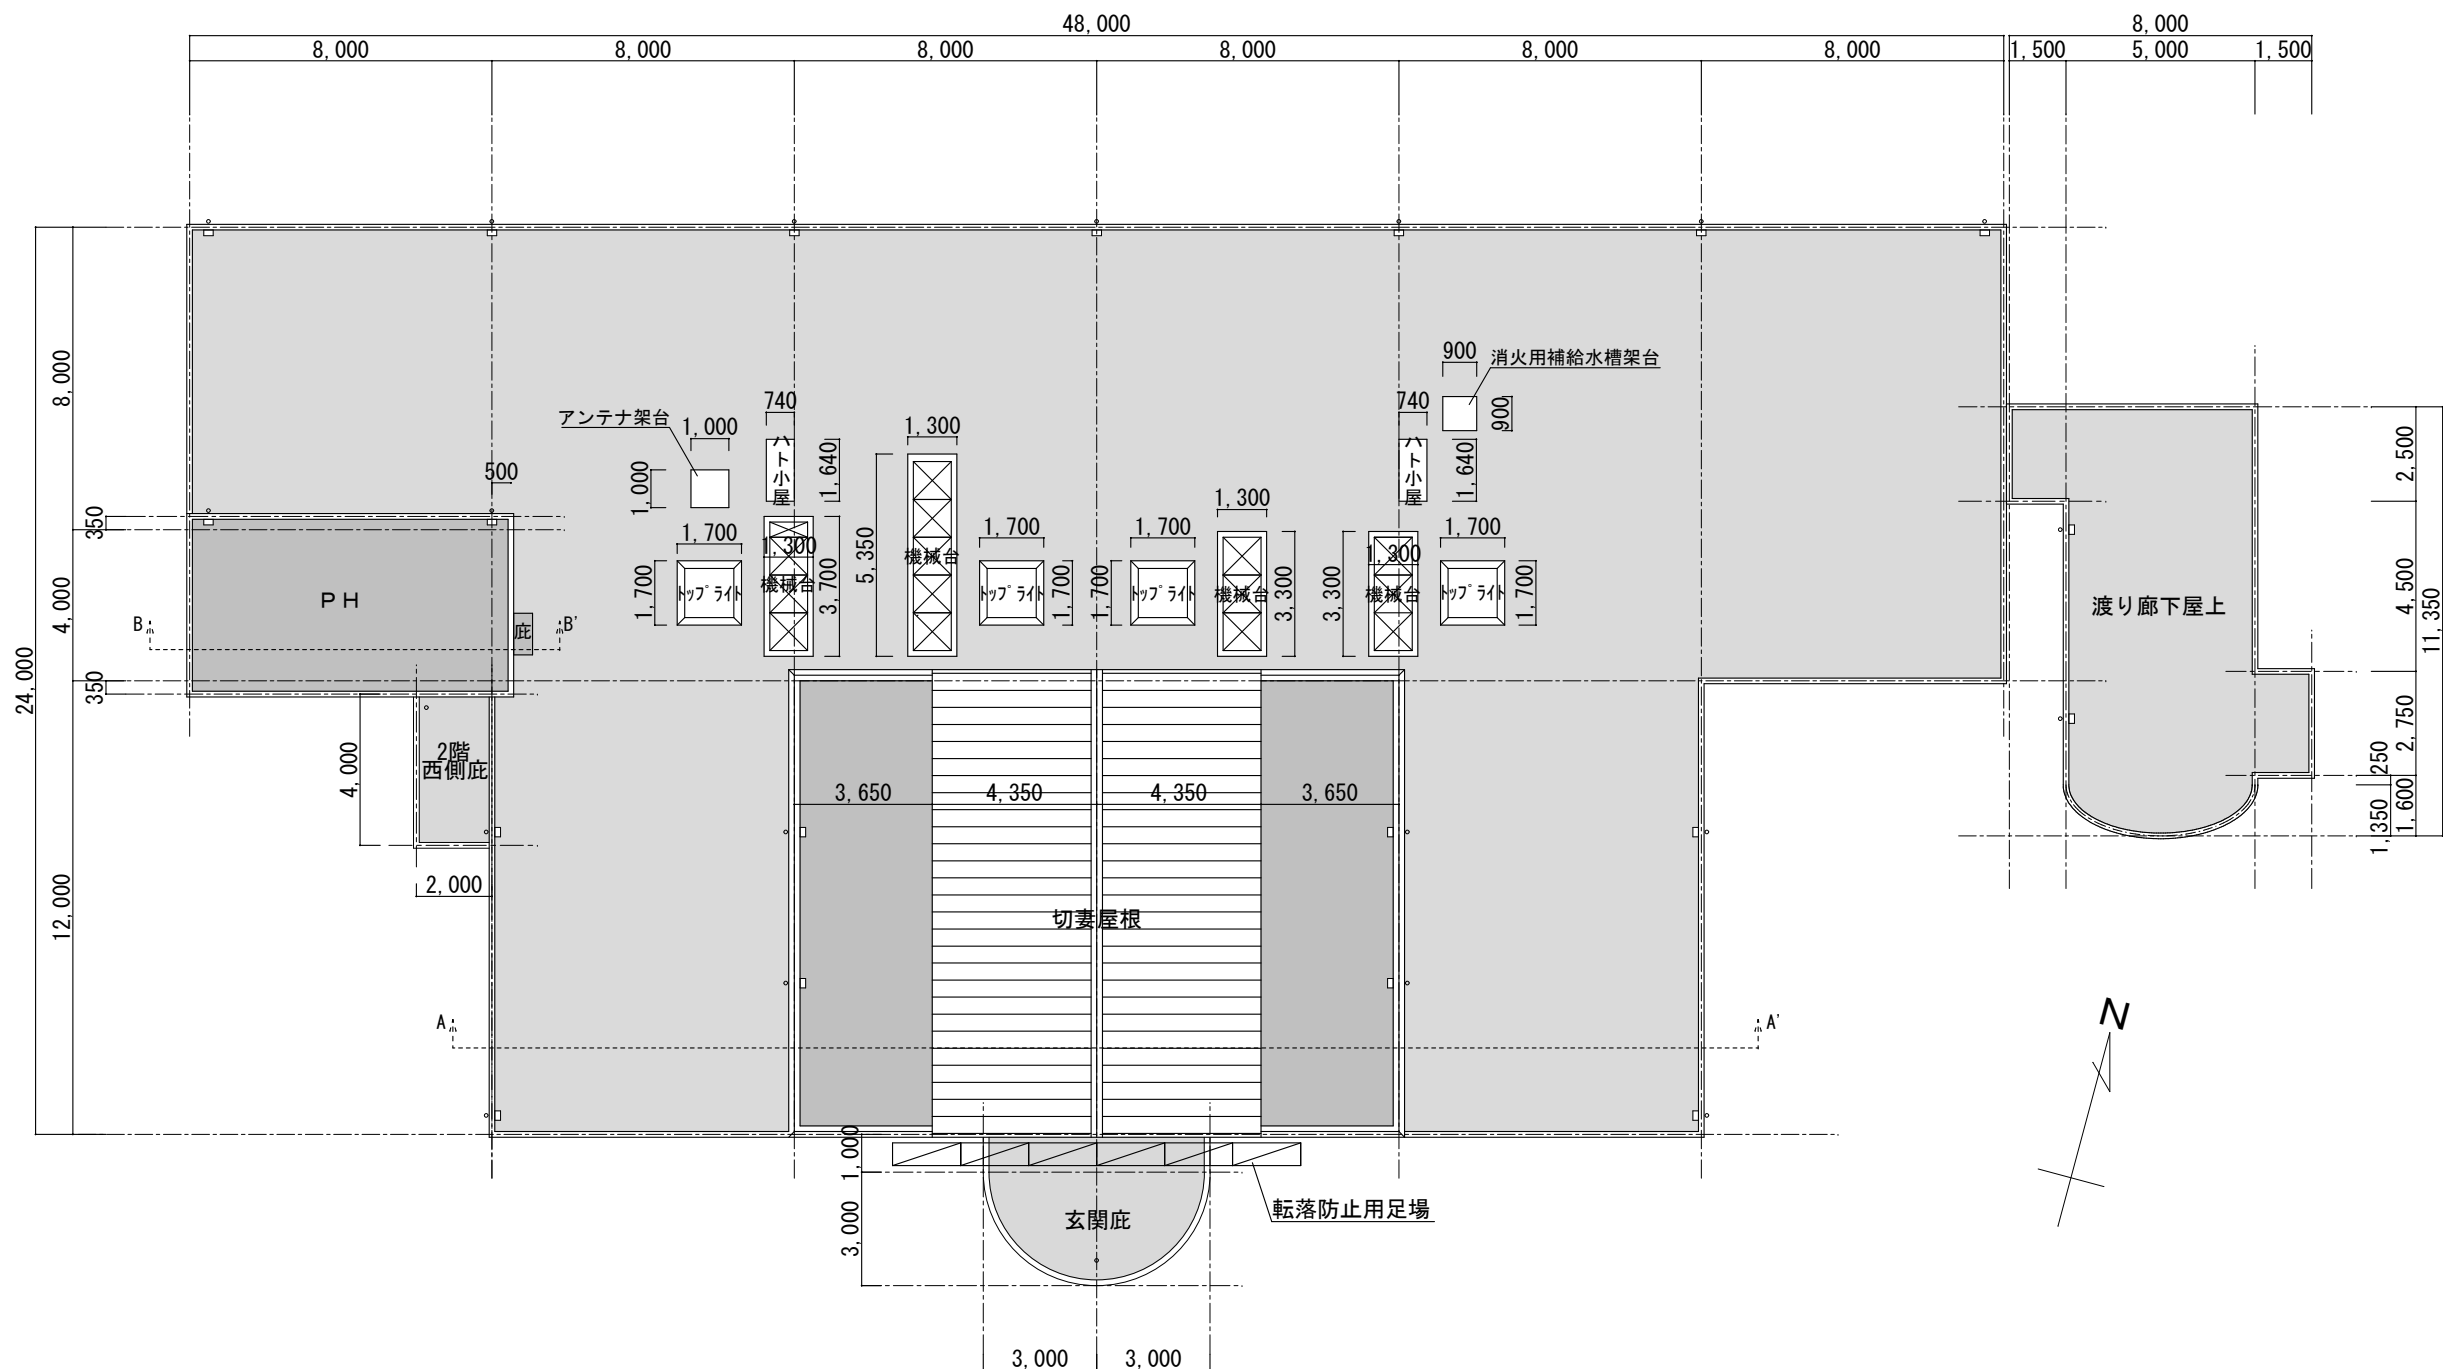 48,000
8,000
8,000
8,000
8,000
8,000
8,000
8,000
1,500
5,000
1,500
24,000
8,000
350
4,000
350
12,000
アンテナ架台
1,000
1,000
500
740
ハト小屋
1,640
1,300
5,350
機械台
740
ハト小屋
1,640
900
消火用補給水槽架台
900
1,700
1,700
トップライト
1,300
機械台
3,700
1,700
トップライト
1,700
1,700
1,700
トップライト
1,300
機械台
3,300
3,300
1,300
機械台
1,700
トップライト
1,700
PH
庇
B
B'
2階
西側庇
4,000
2,000
3,650
4,350
4,350
3,650
切妻屋根
A
A'
渡り廊下屋上
2,500
4,500
11,350
2,750
250
1,600
1,350
N
1,000
3,000
玄関庇
転落防止用足場
3,000
3,000